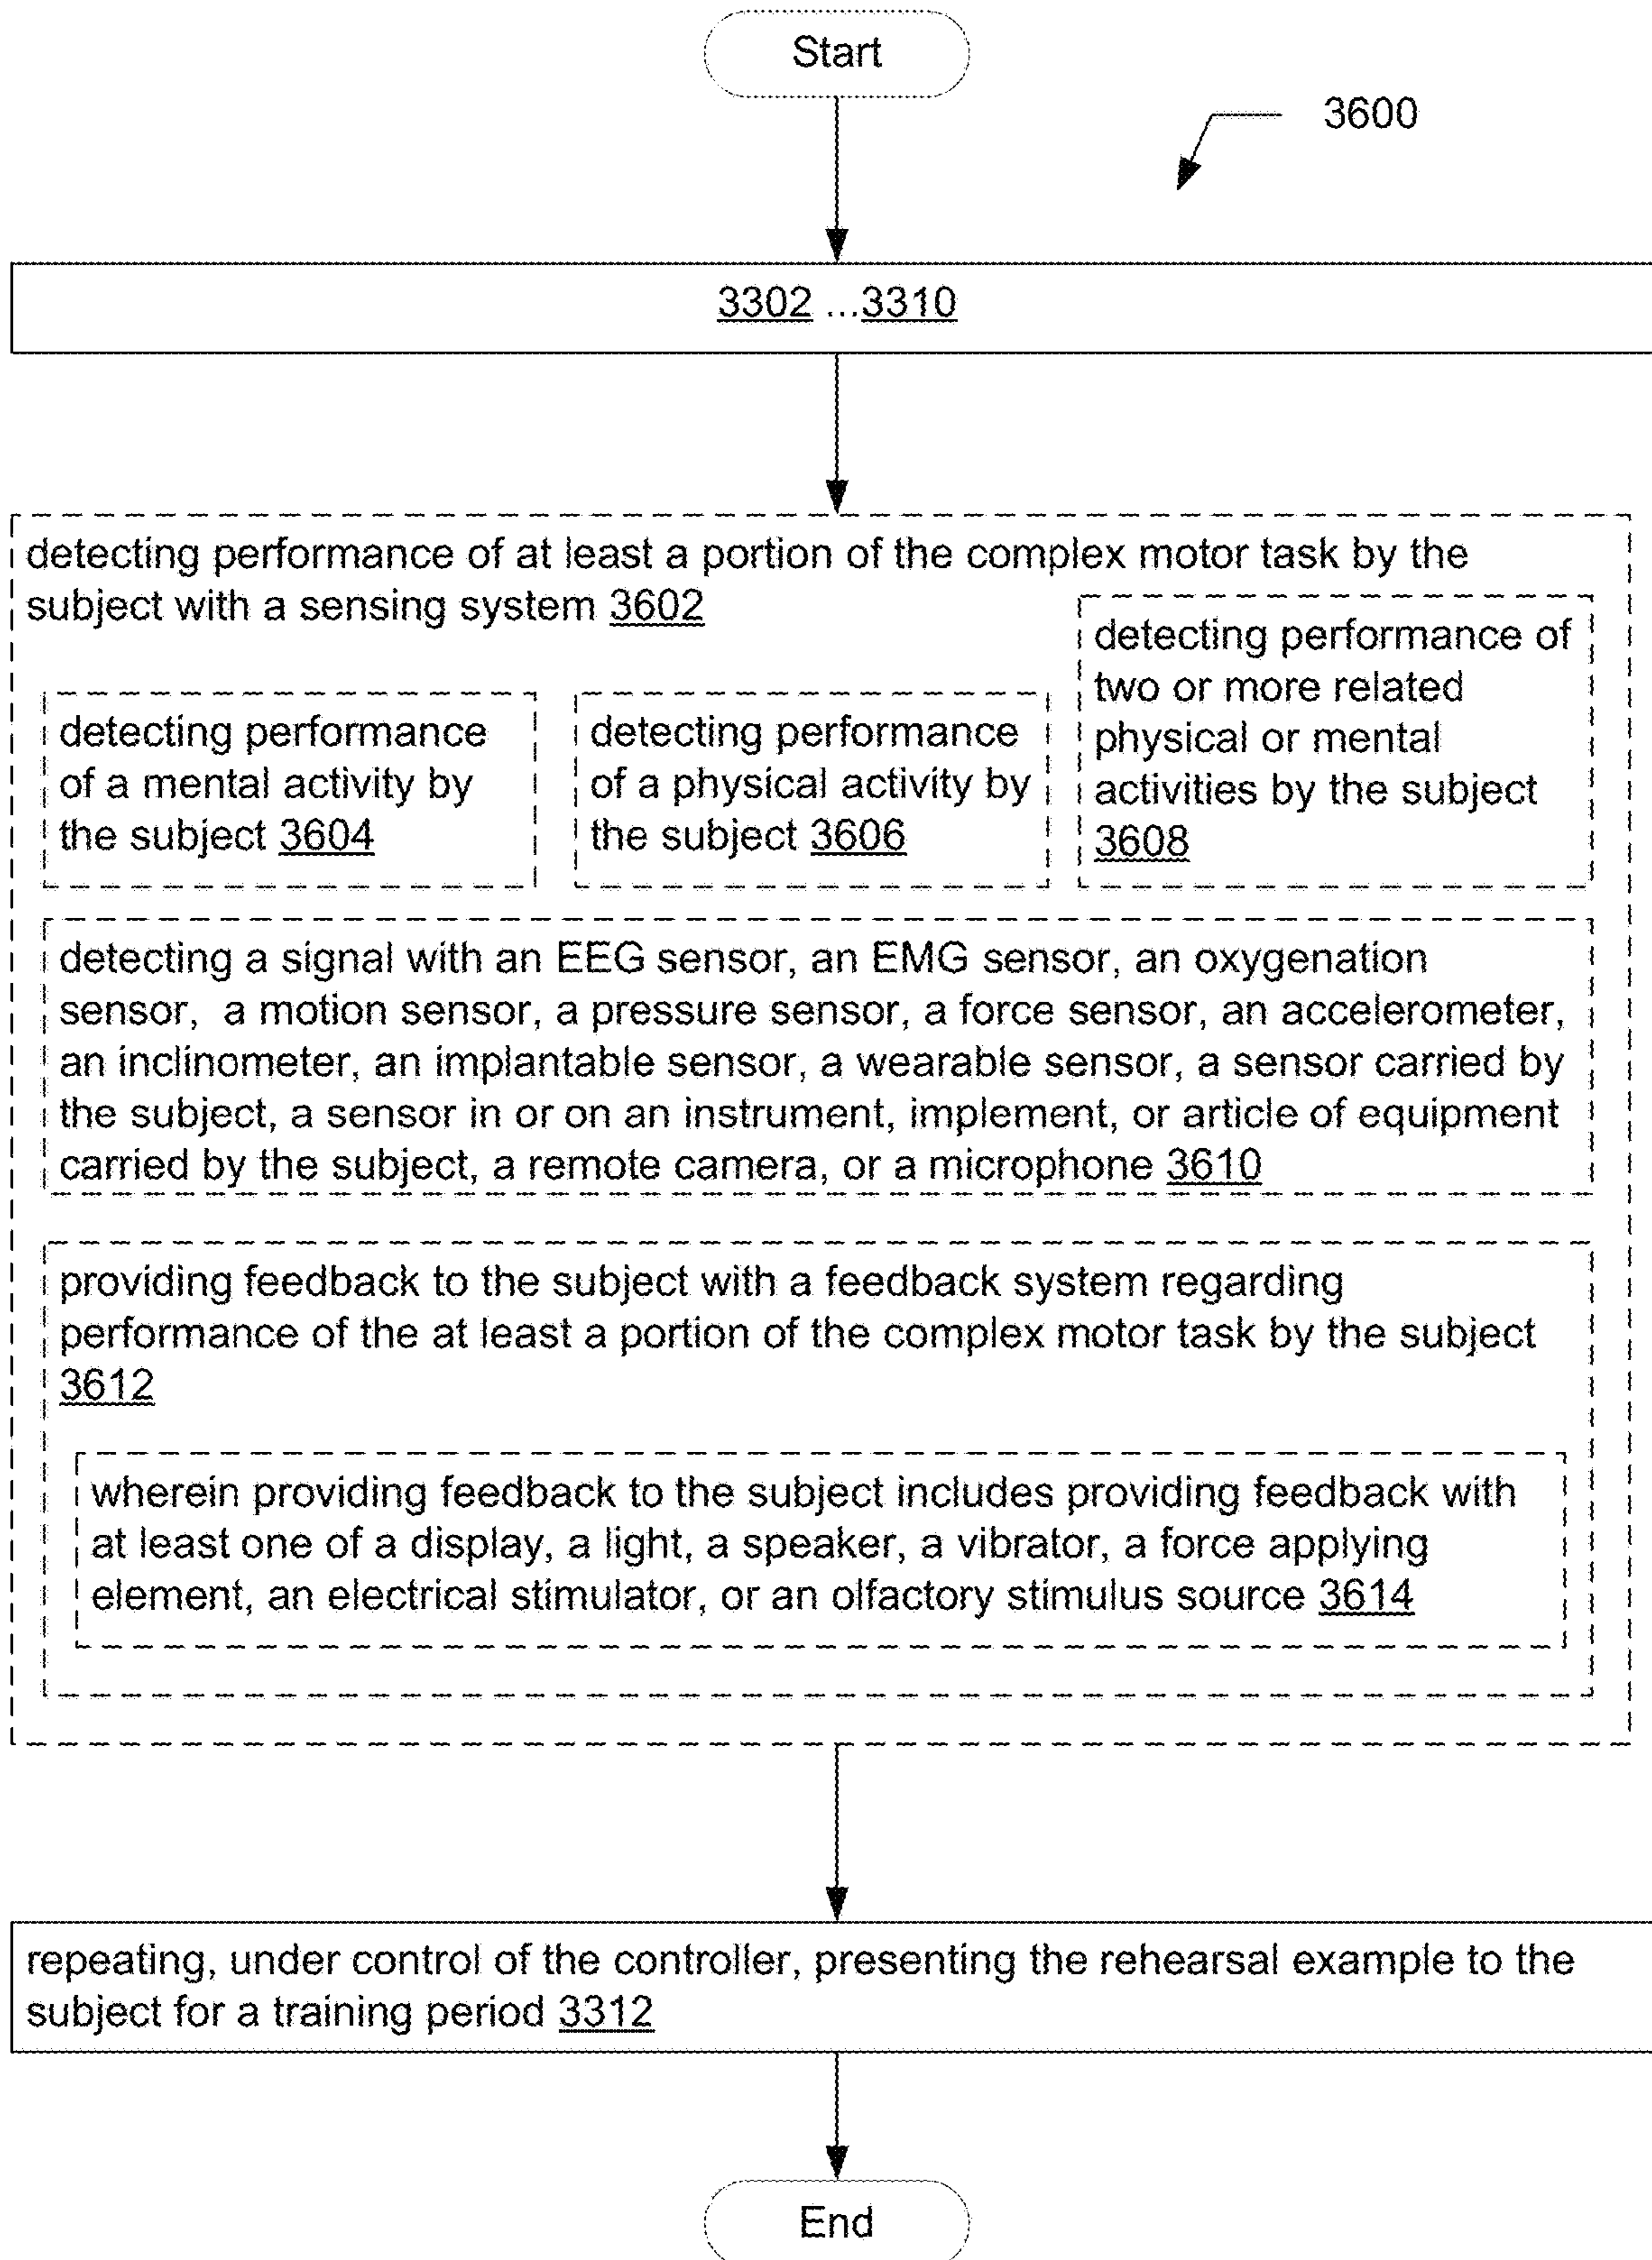 Start
3600
3302 ...3310
detecting performance of at least a portion of the complex motor task by the
subject with a sensing system 3602
detecting performance
of a mental activity by
the subject 3604
detecting performance
of a physical activity by
the subject 3606
detecting performance of
two or more related
physical or mental
activities by the subject
3608
detecting a signal with an EEG sensor, an EMG sensor, an oxygenation
sensor, a motion sensor, a pressure sensor, a force sensor, an accelerometer,
an inclinometer, an implantable sensor, a wearable sensor, a sensor carried by
the subject, a sensor in or on an instrument, implement, or article of equipment
carried by the subject, a remote camera, or a microphone 3610
providing feedback to the subject with a feedback system regarding
performance of the at least a portion of the complex motor task by the subject
3612
wherein providing feedback to the subject includes providing feedback with
at least one of a display, a light, a speaker, a vibrator, a force applying
element, an electrical stimulator, or an olfactory stimulus source 3614
repeating, under control of the controller, presenting the rehearsal example to the
subject for a training period 3312
End